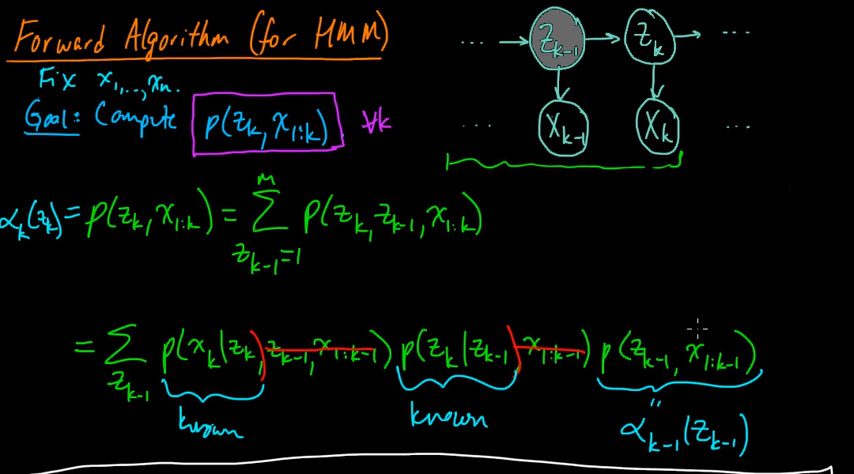 Forward Algorithm (for HMM)
Fix x₁,..,xₙ.
Goal: Compute p(zₖ, x₁:ₖ) ∀k
... Zₖ₋₁ Zₖ ...
... Xₖ₋₁ Xₖ ...
αₖ(zₖ) = p(zₖ, x₁:ₖ) = ∑_{zₖ₋₁=1}^{m} p(zₖ, zₖ₋₁, x₁:ₖ)
= ∑_{zₖ₋₁} p(xₖ|zₖ), zₖ₋₁, x₁:ₖ₋₁) p(zₖ|zₖ₋₁), x₁:ₖ₋₁) p(zₖ₋₁, x₁:ₖ₋₁)
known known "
αₖ₋₁(zₖ₋₁)